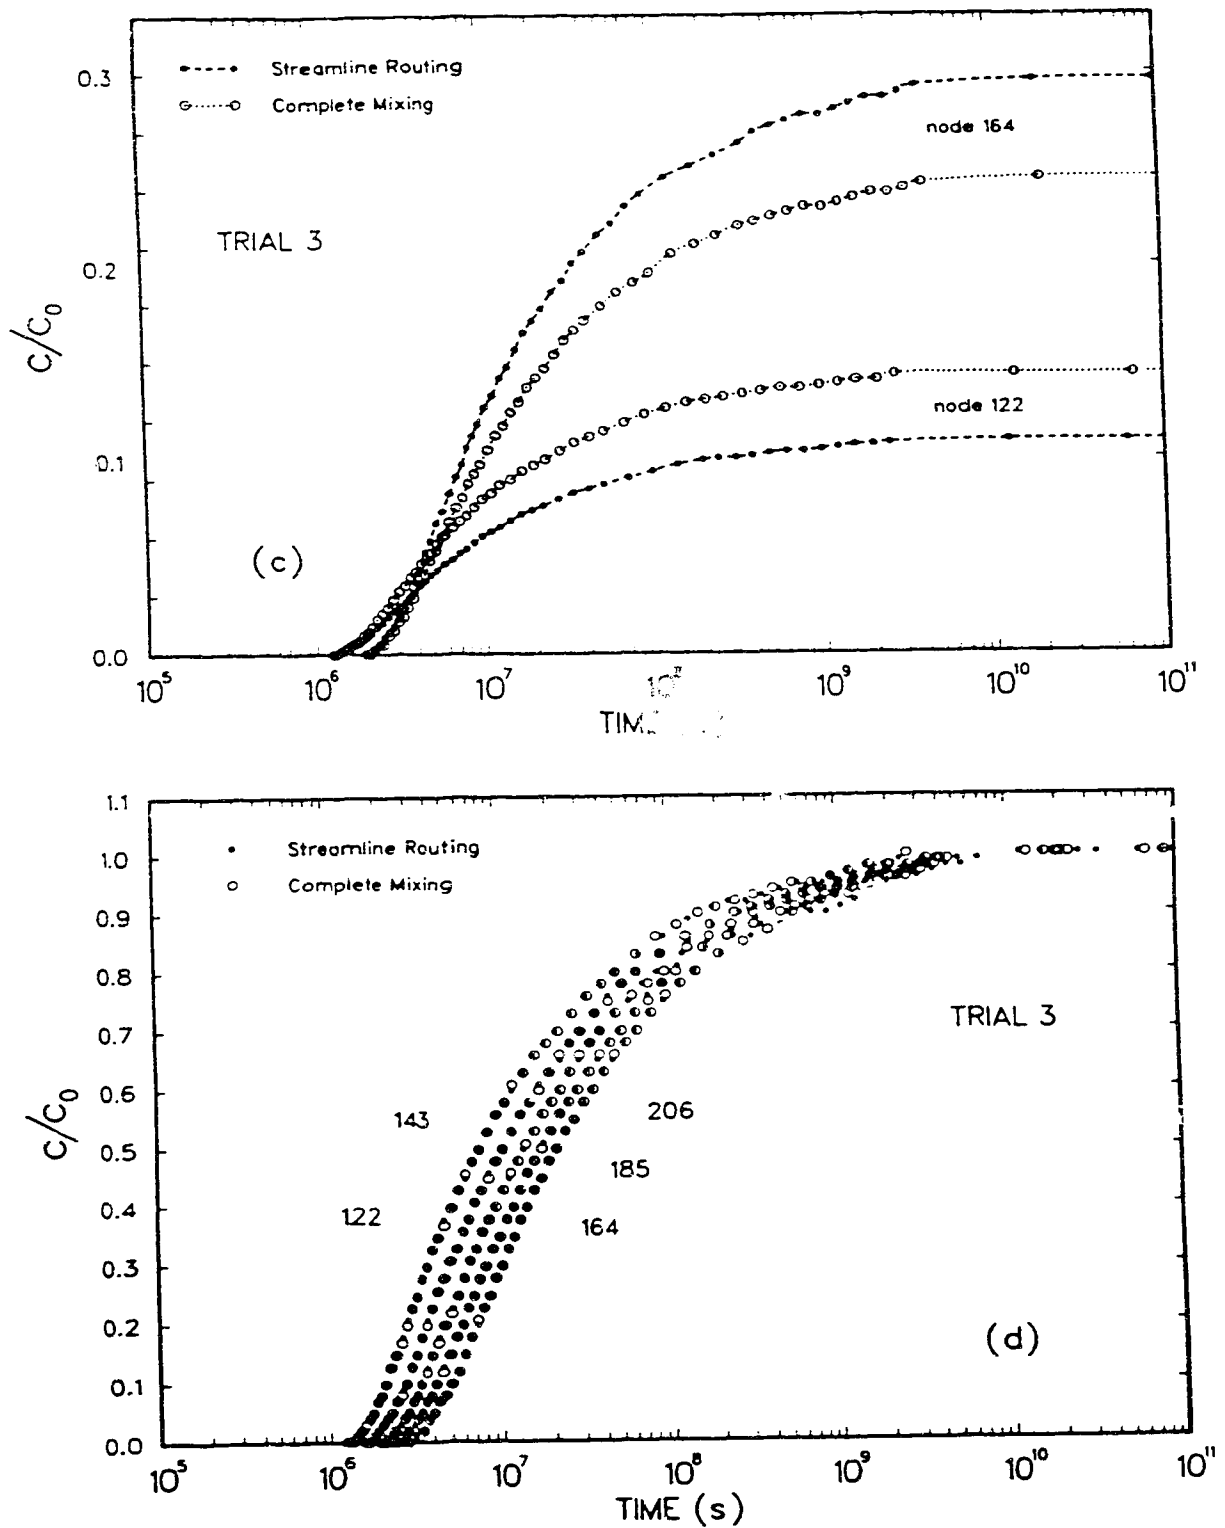 0.3
Streamline Routing
Complete Mixing
node 164
TRIAL 3
0.2
C/C0
node 122
0.1
(c)
0.0
10^5 10^6 10^7 10^9 10^10 10^11
1.1
1.0
Streamline Routing
Complete Mixing
0.9
0.8
TRIAL 3
0.7
C/C0
0.6
143
206
0.5
185
0.4
122
164
0.3
0.2
(d)
0.1
0.0
10^5 10^6 10^7 10^8 10^9 10^10 10^11
TIME (s)